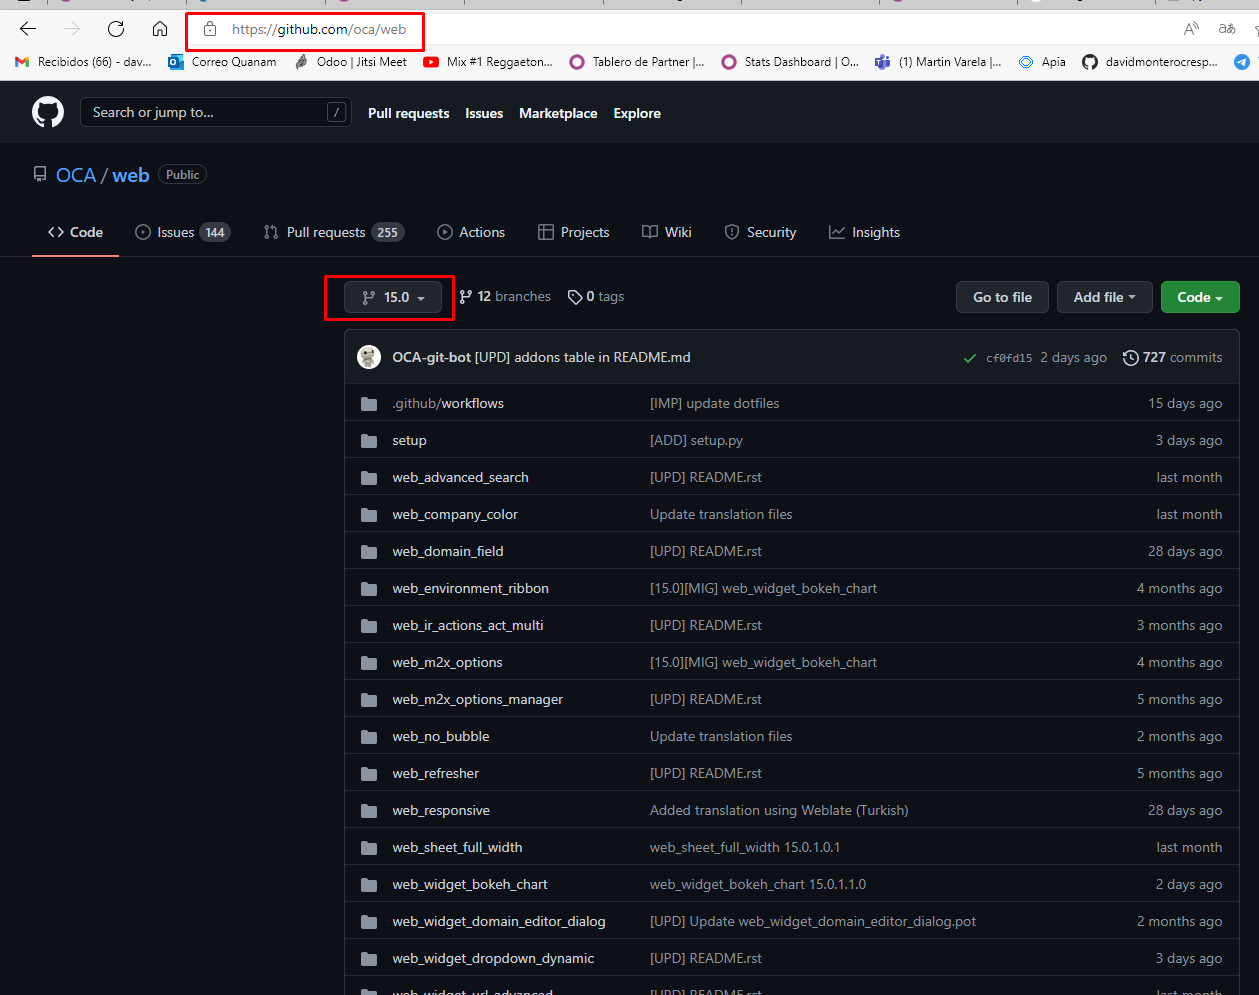 https://github.com/oca/web
Recibidos (66) - dav...
Correo Quanam
Odoo | Jitsi Meet
Mix #1 Reggaeton...
Tablero de Partner |...
Stats Dashboard | O...
(1) Martin Varela |...
Apia
davidmonterocresp...
Search or jump to...
/
Pull requests
Issues
Marketplace
Explore
OCA / web
Public
Code
Issues 144
Pull requests 255
Actions
Projects
Wiki
Security
Insights
15.0
12 branches
0 tags
Go to file
Add file
Code
OCA-git-bot [UPD] addons table in README.md
cf0fd15 2 days ago
727 commits
.github/workflows [IMP] update dotfiles 15 days ago
setup [ADD] setup.py 3 days ago
web_advanced_search [UPD] README.rst last month
web_company_color Update translation files last month
web_domain_field [UPD] README.rst 28 days ago
web_environment_ribbon [15.0][MIG] web_widget_bokeh_chart 4 months ago
web_ir_actions_act_multi [UPD] README.rst 3 months ago
web_m2x_options [15.0][MIG] web_widget_bokeh_chart 4 months ago
web_m2x_options_manager [UPD] README.rst 5 months ago
web_no_bubble Update translation files 2 months ago
web_refresher [UPD] README.rst 5 months ago
web_responsive Added translation using Weblate (Turkish) 28 days ago
web_sheet_full_width web_sheet_full_width 15.0.1.0.1 last month
web_widget_bokeh_chart web_widget_bokeh_chart 15.0.1.1.0 2 days ago
web_widget_domain_editor_dialog [UPD] Update web_widget_domain_editor_dialog.pot 2 months ago
web_widget_dropdown_dynamic [UPD] README.rst 3 days ago
web_widget_url_advanced [UPD] README.rst last month